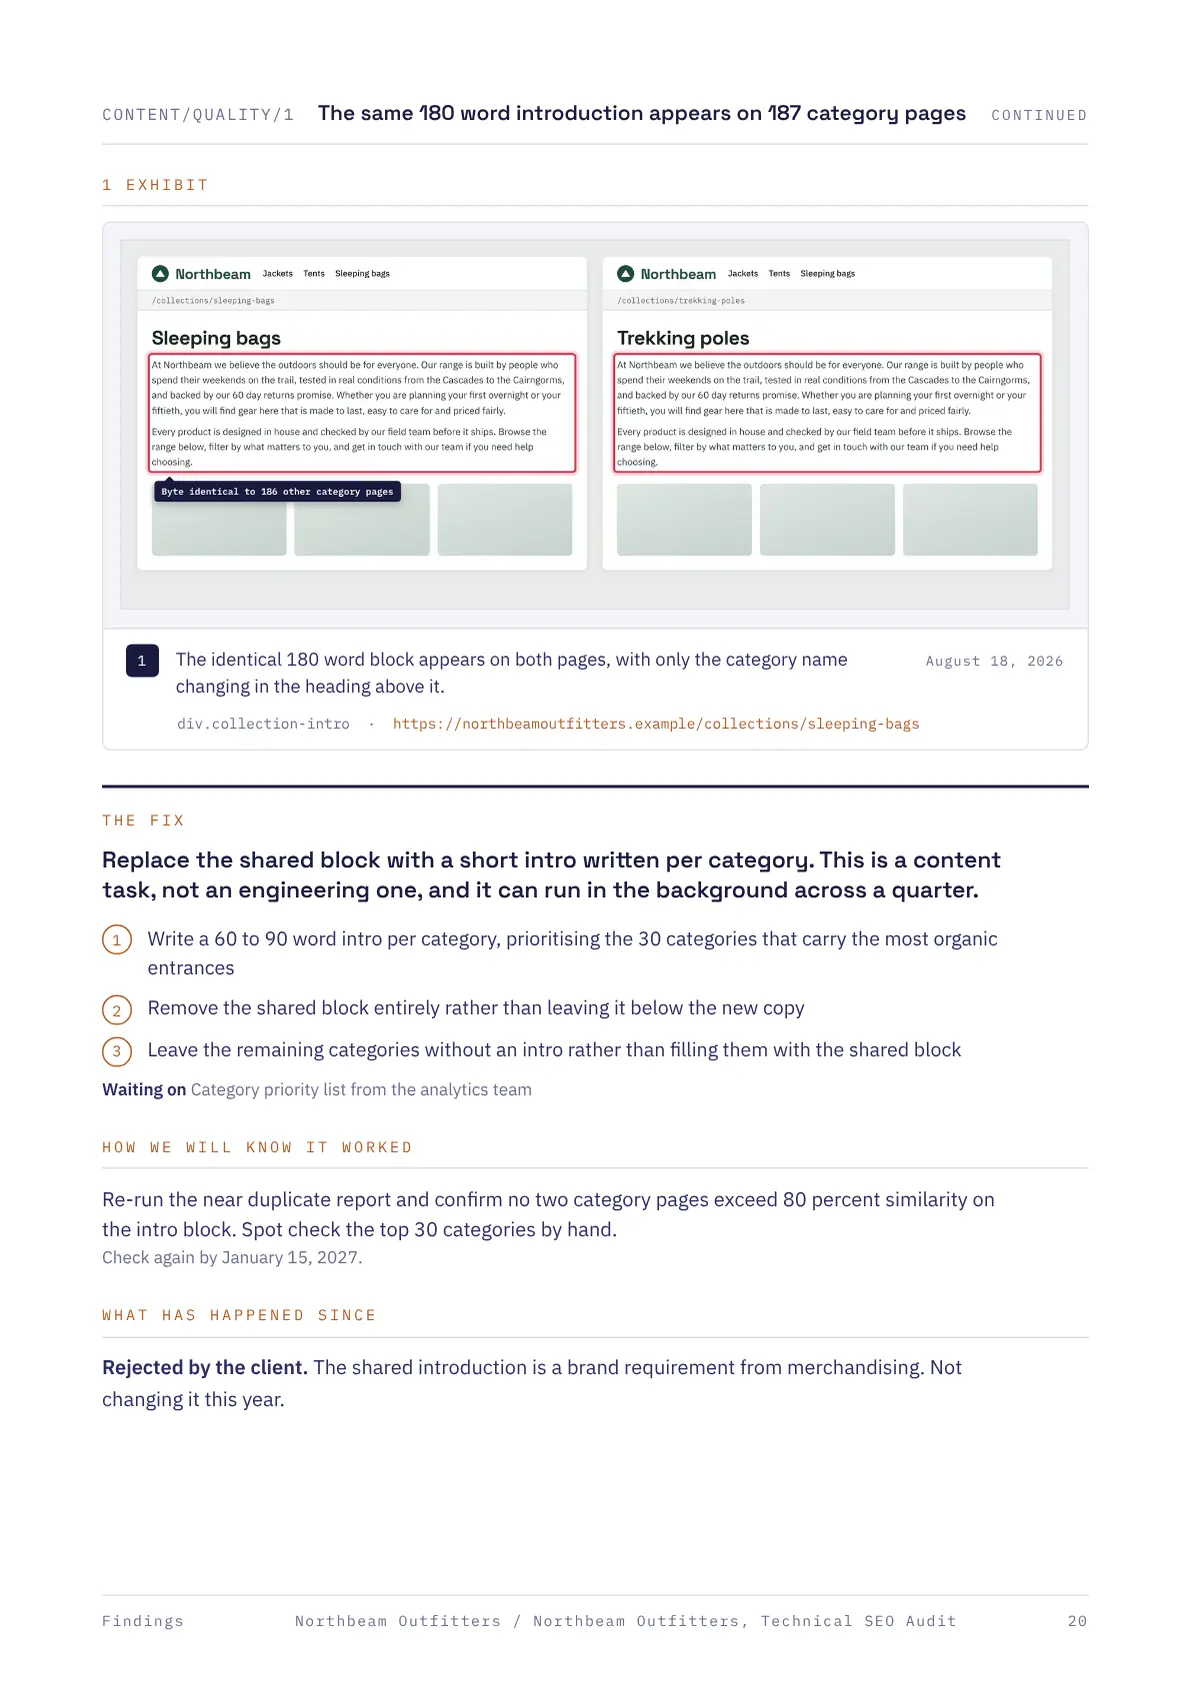 CONTENT/QUALITY/1 The same 180 word introduction appears on 187 category pages CONTINUED
1 EXHIBIT
Northbeam Jackets Tents Sleeping bags
/collections/sleeping-bags
Sleeping bags
At Northbeam we believe the outdoors should be for everyone. Our range is built by people who
spend their weekends on the trail, tested in real conditions from the Cascades to the Cairngorms,
and backed by our 60 day returns promise. Whether you are planning your first overnight or your
fiftieth, you will find gear here that is made to last, easy to care for and priced fairly.
Every product is designed in house and checked by our field team before it ships. Browse the
range below, filter by what matters to you, and get in touch with our team if you need help
choosing.
Byte identical to 186 other category pages
Northbeam Jackets Tents Sleeping bags
/collections/trekking-poles
Trekking poles
At Northbeam we believe the outdoors should be for everyone. Our range is built by people who
spend their weekends on the trail, tested in real conditions from the Cascades to the Cairngorms,
and backed by our 60 day returns promise. Whether you are planning your first overnight or your
fiftieth, you will find gear here that is made to last, easy to care for and priced fairly.
Every product is designed in house and checked by our field team before it ships. Browse the
range below, filter by what matters to you, and get in touch with our team if you need help
choosing.
1 The identical 180 word block appears on both pages, with only the category name August 18, 2026
changing in the heading above it.
div.collection-intro · https://northbeamoutfitters.example/collections/sleeping-bags
THE FIX
Replace the shared block with a short intro written per category. This is a content
task, not an engineering one, and it can run in the background across a quarter.
1 Write a 60 to 90 word intro per category, prioritising the 30 categories that carry the most organic
entrances
2 Remove the shared block entirely rather than leaving it below the new copy
3 Leave the remaining categories without an intro rather than filling them with the shared block
Waiting on Category priority list from the analytics team
HOW WE WILL KNOW IT WORKED
Re-run the near duplicate report and confirm no two category pages exceed 80 percent similarity on
the intro block. Spot check the top 30 categories by hand.
Check again by January 15, 2027.
WHAT HAS HAPPENED SINCE
Rejected by the client. The shared introduction is a brand requirement from merchandising. Not
changing it this year.
Findings Northbeam Outfitters / Northbeam Outfitters, Technical SEO Audit 20